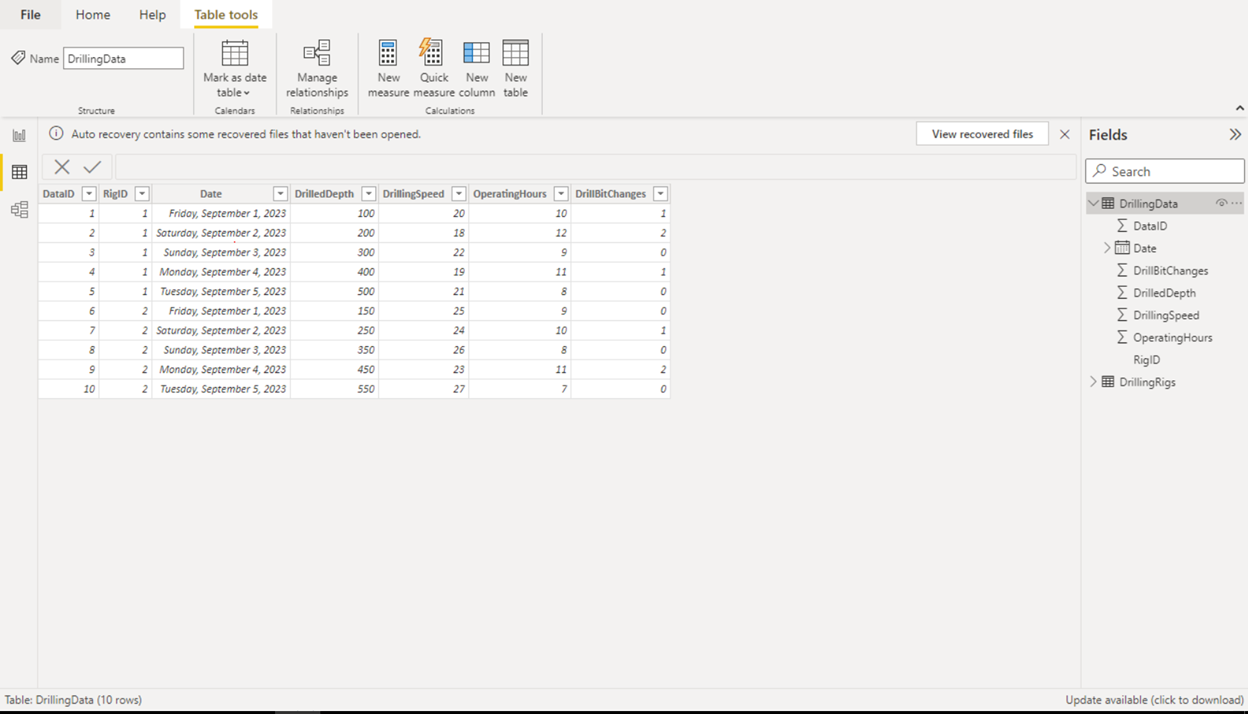 File Home Help Table tools
Name DrillingData
Mark as date table
Manage relationships
New measure
Quick measure
New column
New table
Structure Calendars Relationships Calculations
Auto recovery contains some recovered files that haven't been opened.
View recovered files
DataID RigID Date DrilledDepth DrillingSpeed OperatingHours DrillBitChanges
1 1 Friday, September 1, 2023 100 20 10 1
2 1 Saturday, September 2, 2023 200 18 12 2
3 1 Sunday, September 3, 2023 300 22 9 0
4 1 Monday, September 4, 2023 400 19 11 1
5 1 Tuesday, September 5, 2023 500 21 8 0
6 2 Friday, September 1, 2023 150 25 9 0
7 2 Saturday, September 2, 2023 250 24 10 1
8 2 Sunday, September 3, 2023 350 26 8 0
9 2 Monday, September 4, 2023 450 23 11 2
10 2 Tuesday, September 5, 2023 550 27 7 0
Fields
Search
DrillingData
DataID
Date
DrillBitChanges
DrilledDepth
DrillingSpeed
OperatingHours
RigID
DrillingRigs
Table: DrillingData (10 rows)
Update available (click to download)